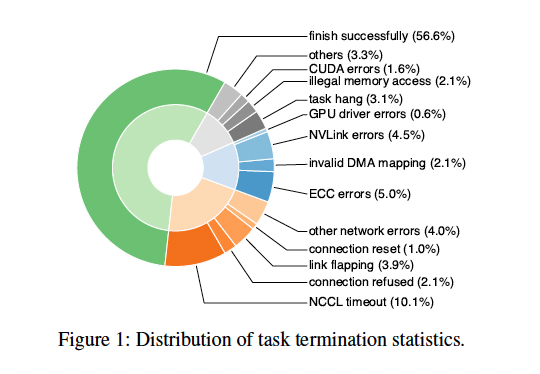 finish successfully (56.6%)
others (3.3%)
CUDA errors (1.6%)
illegal memory access (2.1%)
task hang (3.1%)
GPU driver errors (0.6%)
NVLink errors (4.5%)
invalid DMA mapping (2.1%)
ECC errors (5.0%)
other network errors (4.0%)
connection reset (1.0%)
link flapping (3.9%)
connection refused (2.1%)
NCCL timeout (10.1%)
Figure 1: Distribution of task termination statistics.